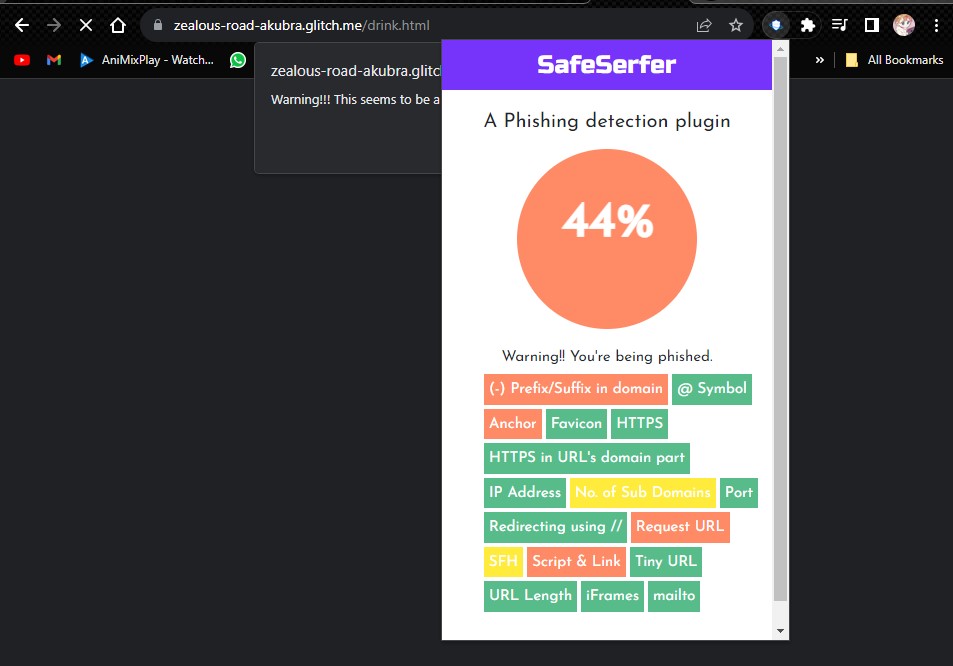 zealous-road-akubra.glitch.me/drink.html
AniMixPlay - Watch...
»
All Bookmarks
zealous-road-akubra.glitc
Warning!!! This seems to be a
SafeSerfer
A Phishing detection plugin
44%
Warning!! You're being phished.
(-) Prefix/Suffix in domain @ Symbol
Anchor Favicon HTTPS
HTTPS in URL's domain part
IP Address No. of Sub Domains Port
Redirecting using // Request URL
SFH Script & Link Tiny URL
URL Length iFrames mailto